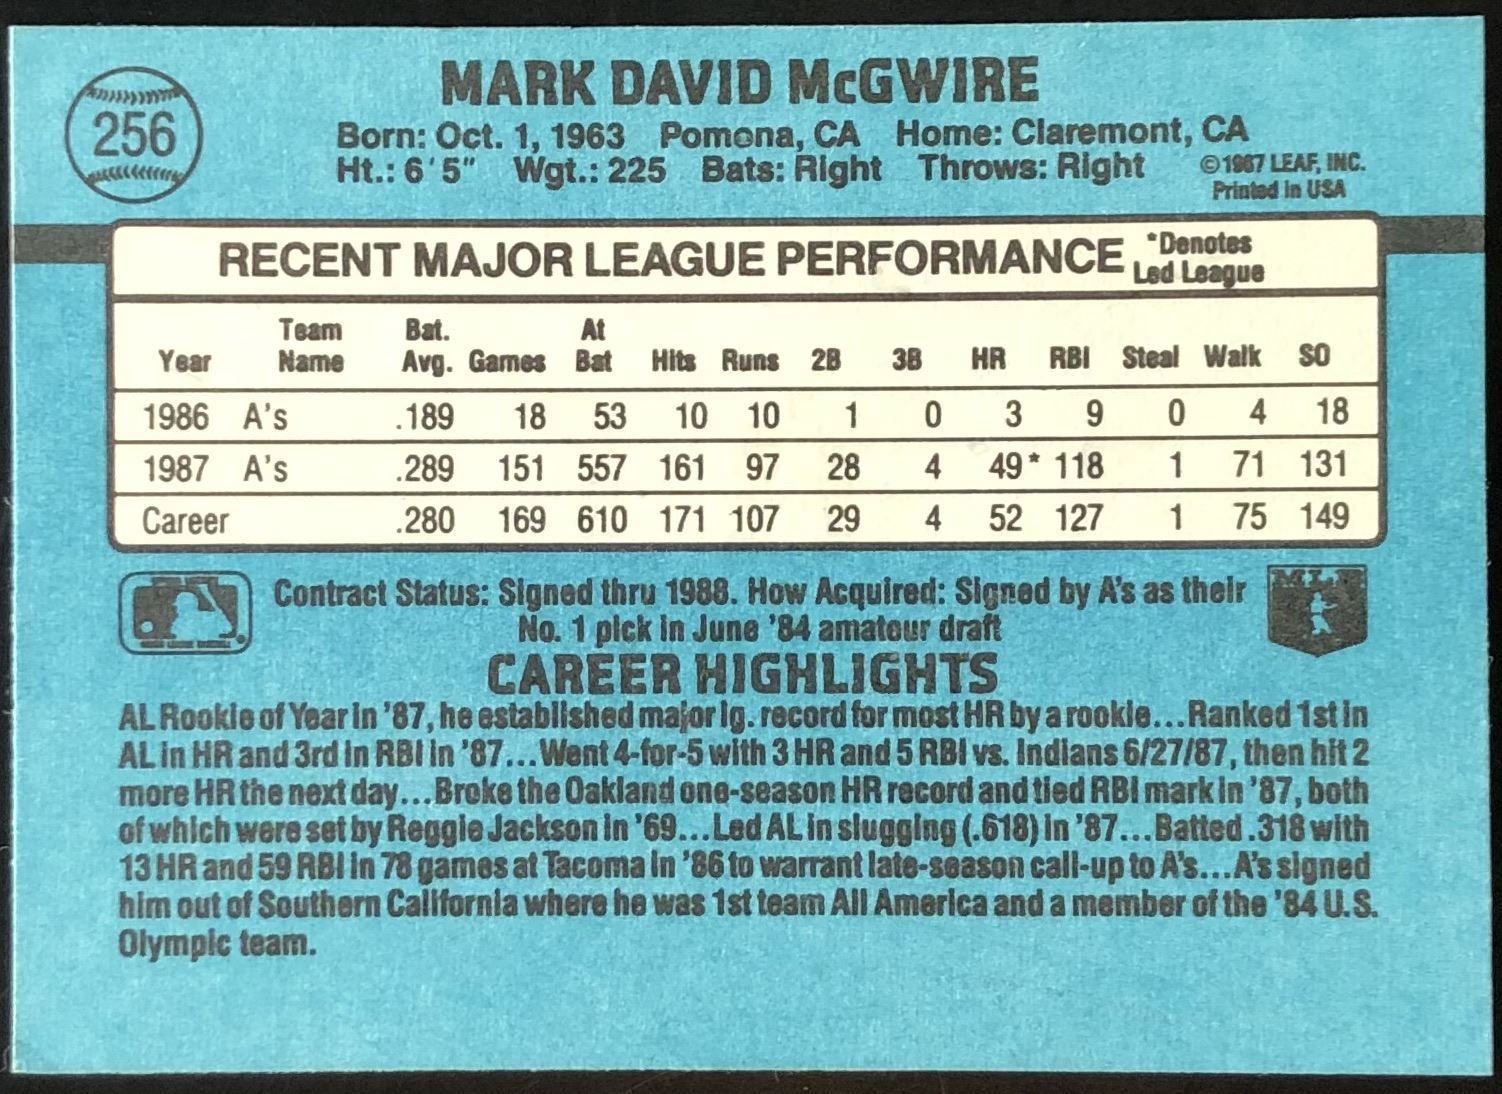 256
MARK DAVID McGWIRE
Born: Oct. 1, 1963 Pomona, CA Home: Claremont, CA
Ht.: 6'5" Wgt.: 225 Bats: Right Throws: Right
©1987 LEAF, INC.
Printed in USA
RECENT MAJOR LEAGUE PERFORMANCE *Denotes
Led League
Team Bat. At
Year Name Avg. Games Bat Hits Runs 2B 3B HR RBI Steal Walk SO
1986 A's .189 18 53 10 10 1 0 3 9 0 4 18
1987 A's .289 151 557 161 97 28 4 49* 118 1 71 131
Career .280 169 610 171 107 29 4 52 127 1 75 149
Contract Status: Signed thru 1988. How Acquired: Signed by A's as their
No. 1 pick in June '84 amateur draft
CAREER HIGHLIGHTS
AL Rookie of Year in '87, he established major lg. record for most HR by a rookie...Ranked 1st in
AL in HR and 3rd in RBI in '87...Went 4-for-5 with 3 HR and 5 RBI vs. Indians 6/27/87, then hit 2
more HR the next day...Broke the Oakland one-season HR record and tied RBI mark in '87, both
of which were set by Reggie Jackson in '69...Led AL in slugging (.618) in '87...Batted .318 with
13 HR and 59 RBI in 78 games at Tacoma in '86 to warrant late-season call-up to A's...A's signed
him out of Southern California where he was 1st team All America and a member of the '84 U.S.
Olympic team.